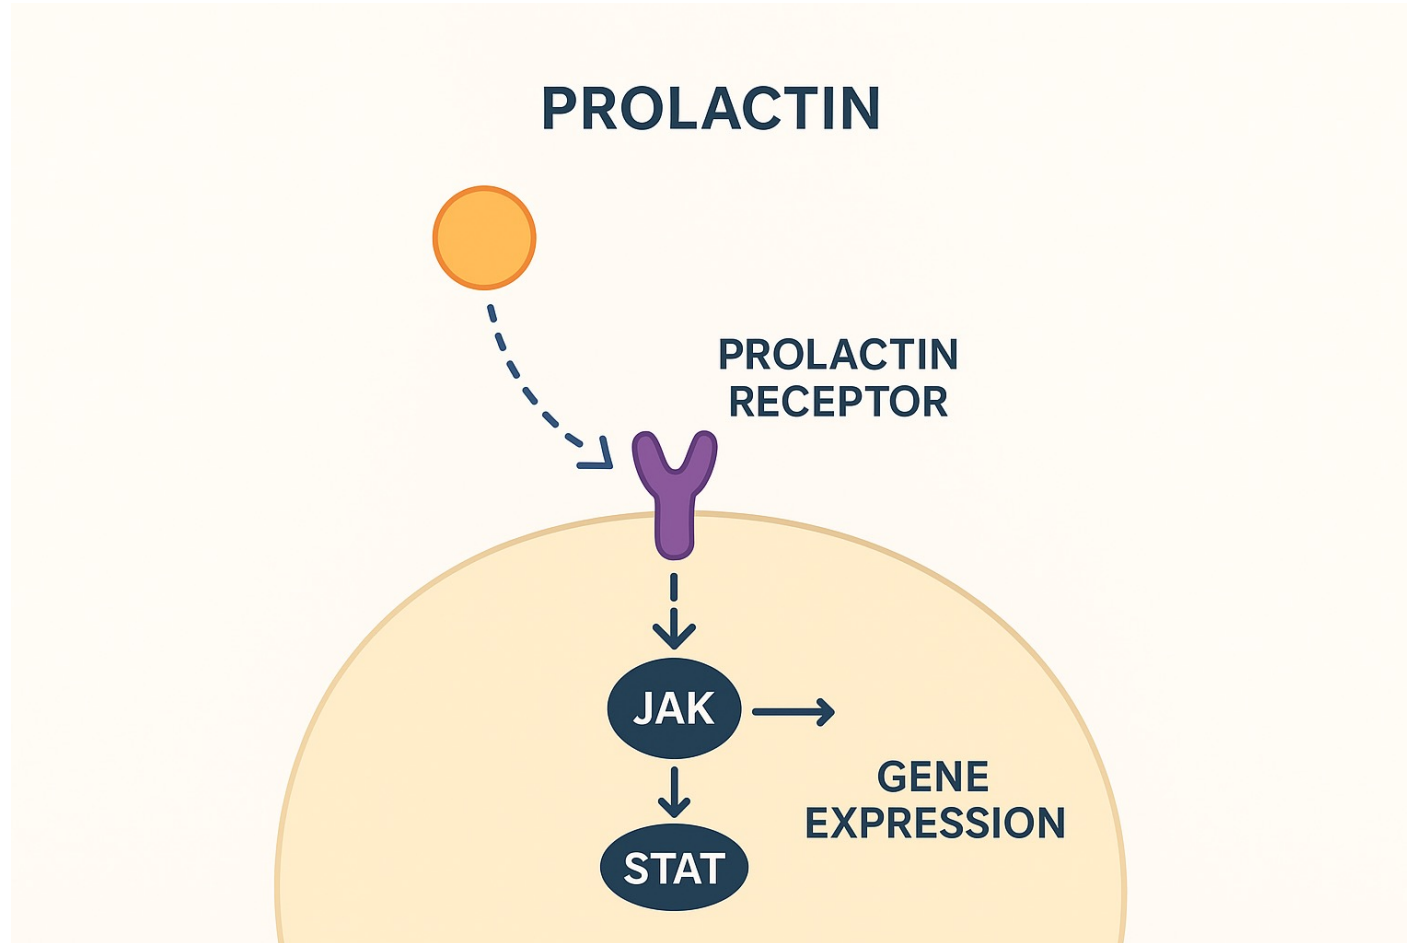 PROLACTIN
PROLACTIN
RECEPTOR
JAK
GENE
EXPRESSION
STAT